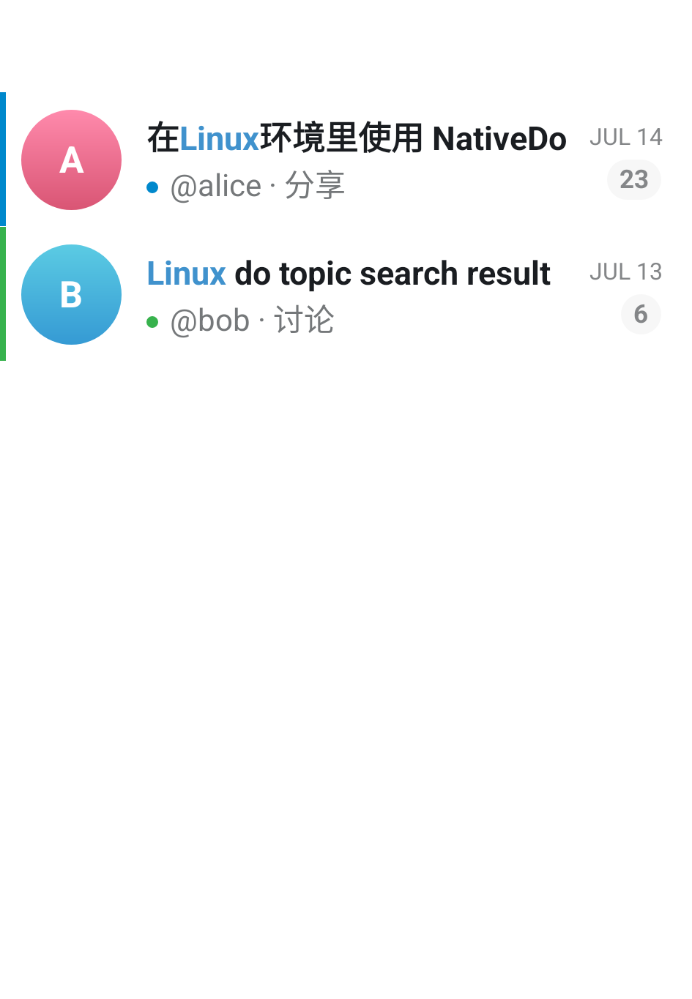 A
在Linux环境里使用 NativeDo
JUL 14
@alice · 分享
23
B
Linux do topic search result
JUL 13
@bob · 讨论
6